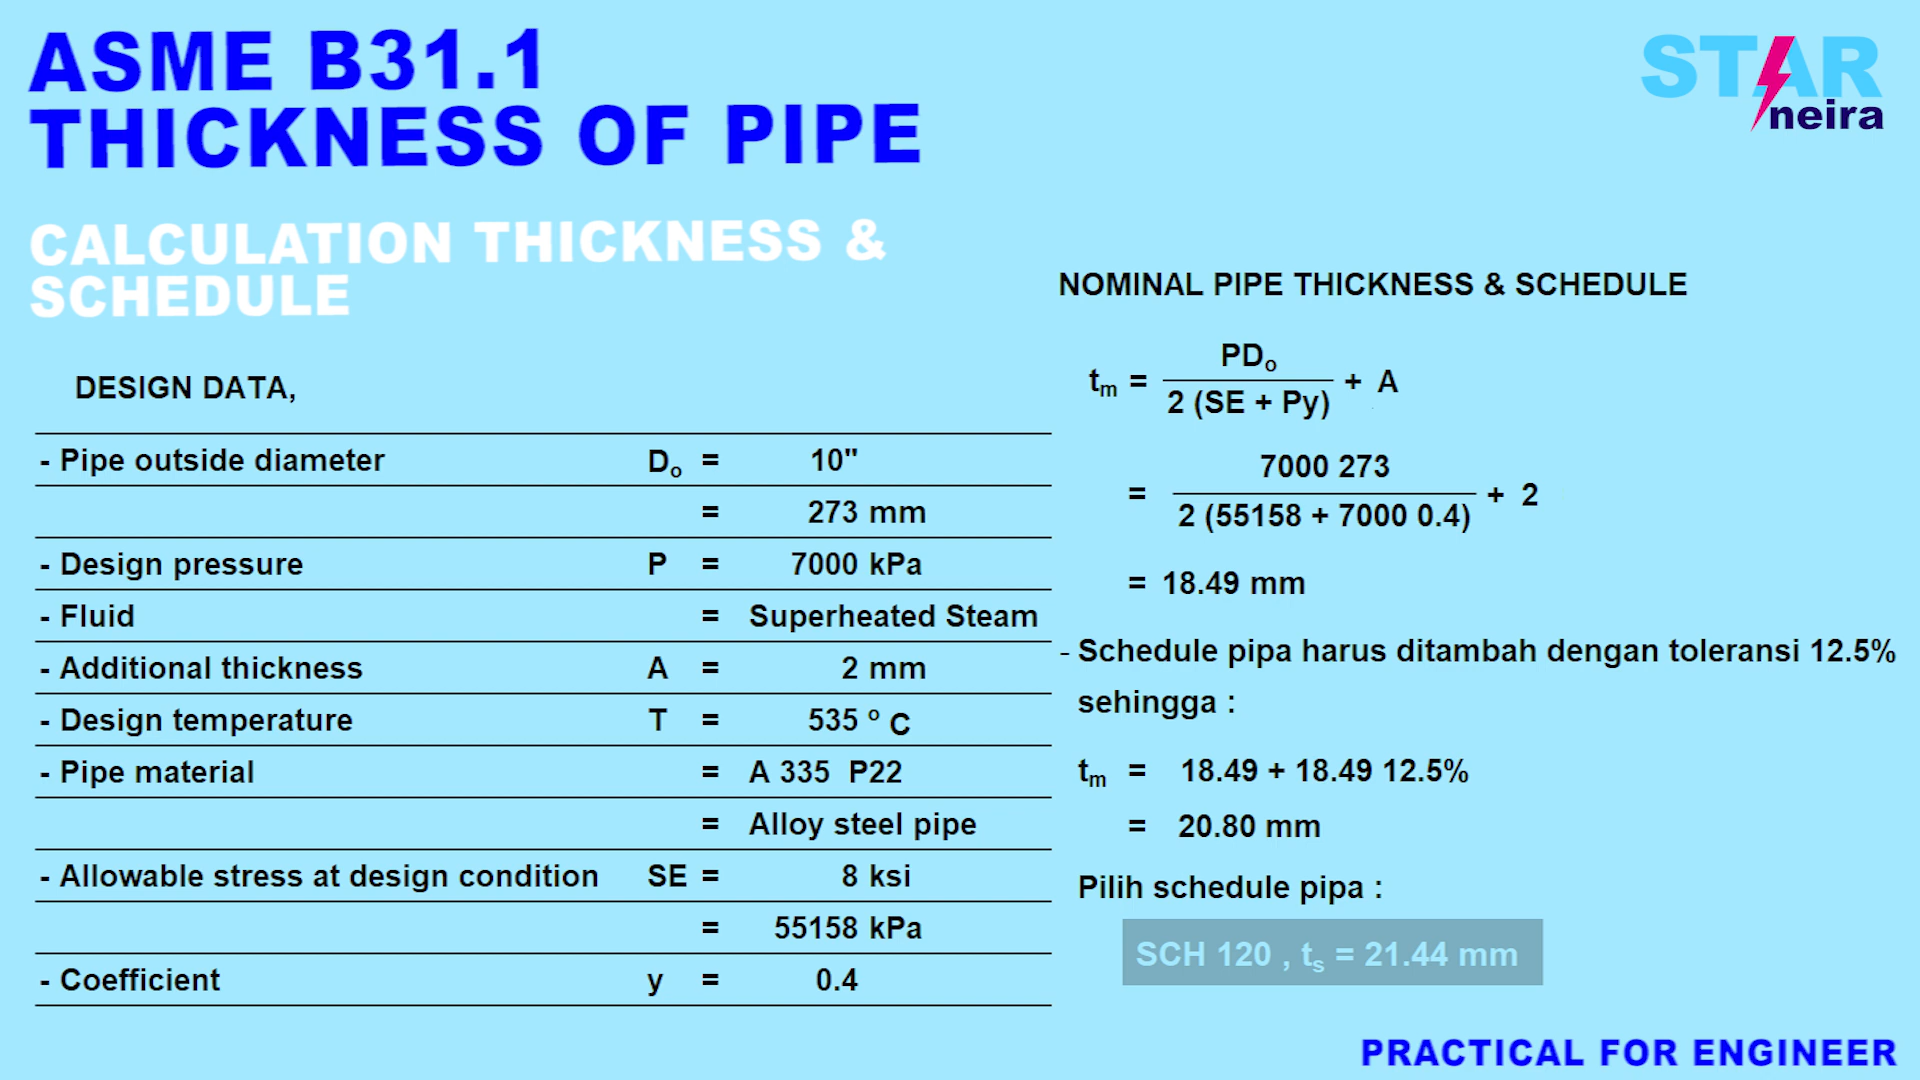 ASME B31.1
THICKNESS OF PIPE
STAR
neira
CALCULATION THICKNESS &
SCHEDULE
DESIGN DATA,
- Pipe outside diameter Do = 10"
= 273 mm
- Design pressure P = 7000 kPa
- Fluid = Superheated Steam
- Additional thickness A = 2 mm
- Design temperature T = 535 ° C
- Pipe material = A 335 P22
= Alloy steel pipe
- Allowable stress at design condition SE = 8 ksi
= 55158 kPa
- Coefficient y = 0.4
NOMINAL PIPE THICKNESS & SCHEDULE
PDo
tm = + A
2 (SE + Py)
7000 273
= + 2
2 (55158 + 7000 0.4)
= 18.49 mm
- Schedule pipa harus ditambah dengan toleransi 12.5%
sehingga :
tm = 18.49 + 18.49 12.5%
= 20.80 mm
Pilih schedule pipa :
SCH 120 , ts = 21.44 mm
PRACTICAL FOR ENGINEER